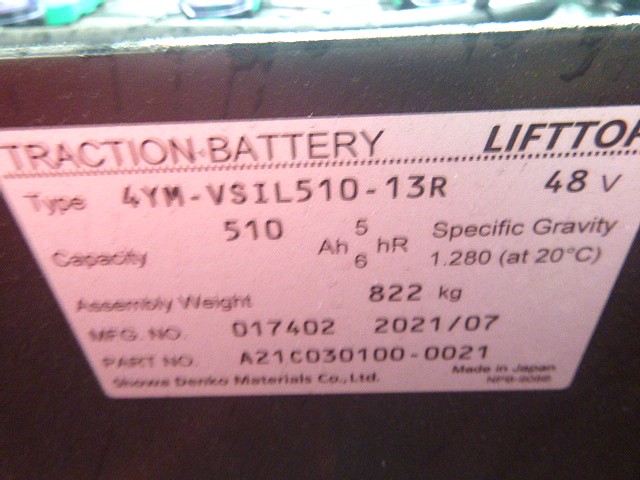 TRACTION BATTERY LIFTTOP
Type 4YM-VSIL510-13R 48 V
Capacity 510 Ah 5 6 hR Specific Gravity 1.280 (at 20°C)
Assembly Weight 822 kg
MFG. NO. 017402 2021/07
PART NO. A21C030100-0021
Showa Denko Materials Co., Ltd. Made in Japan